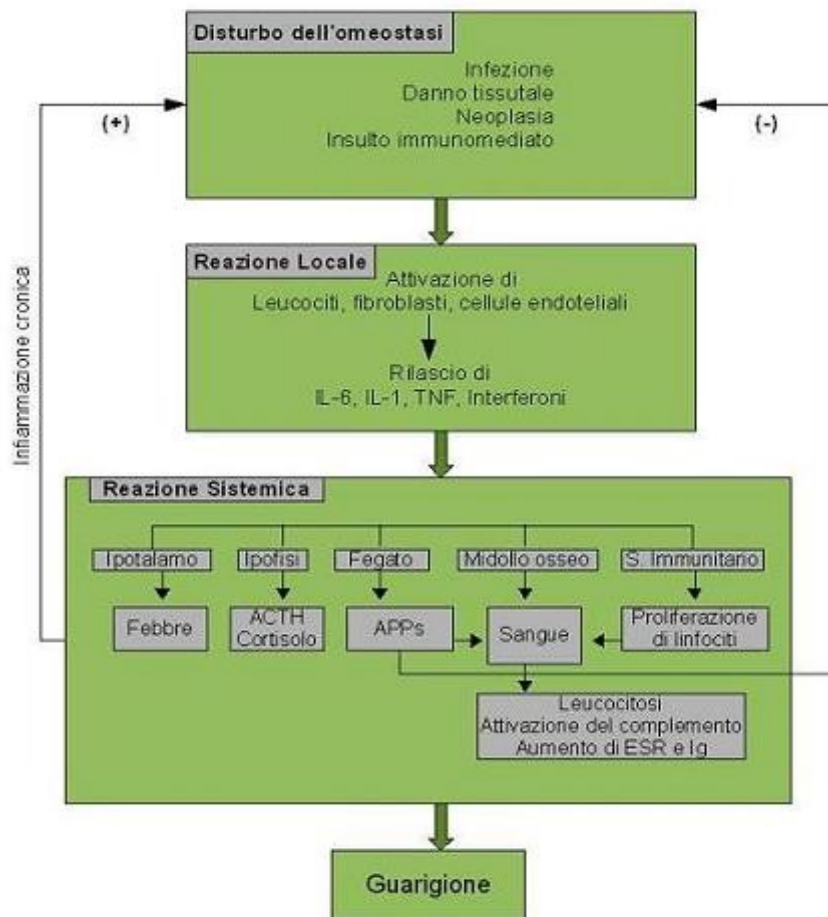 Disturbo dell'omeostasi
Infezione
Danno tissutale
Neoplasia
Insulto immunomediato
(+)
(-)
Reazione Locale
Attivazione di
Leucociti, fibroblasti, cellule endoteliali
Rilascio di
IL-6, IL-1, TNF, Interferoni
Infiammazione cronica
Reazione Sistemica
Ipotalamo
Ipofisi
Fegato
Midollo osseo
S. Immunitario
Febbre
ACTH
Cortisolo
APPs
Sangue
Proliferazione
di linfociti
Leucocitosi
Attivazione del complemento
Aumento di ESR e Ig
Guarigione